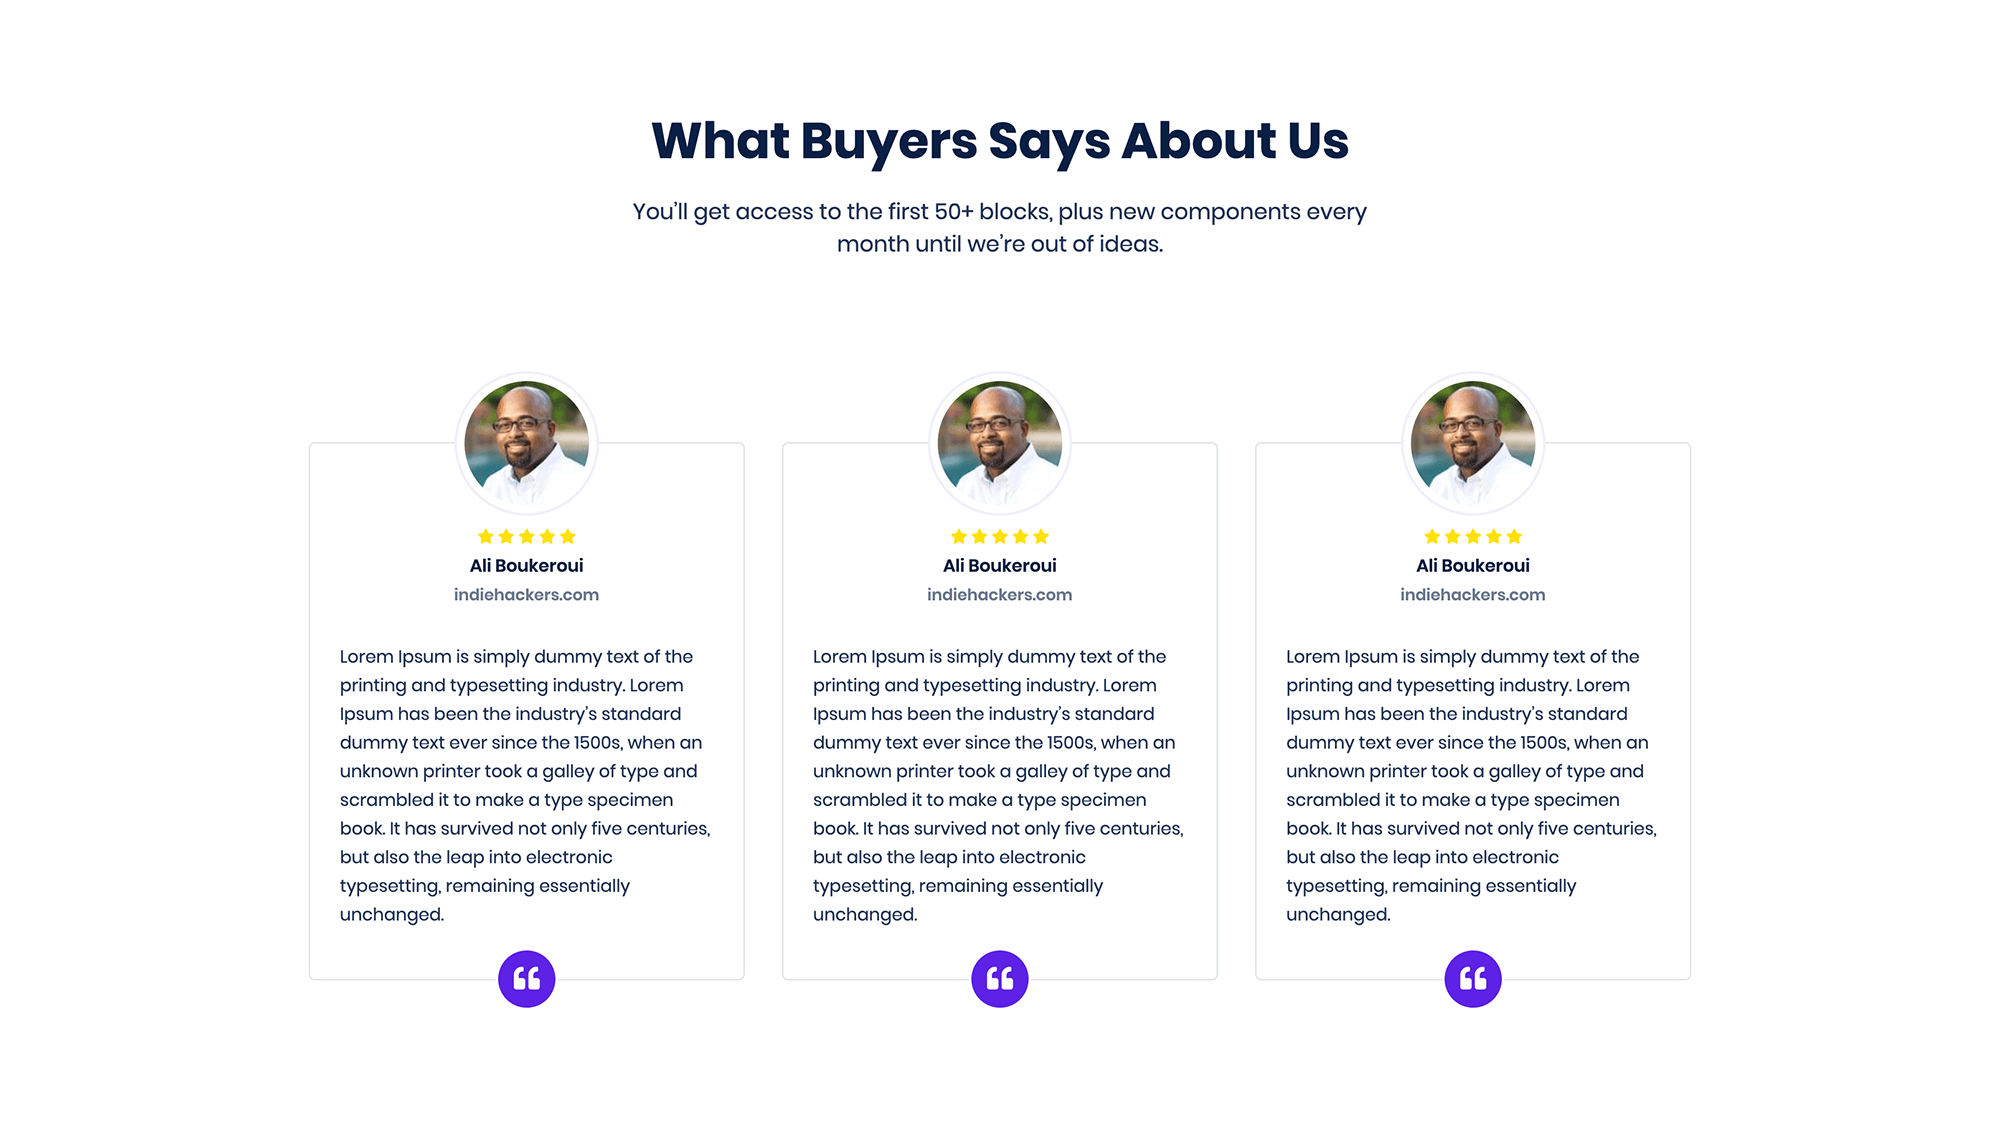 What Buyers Says About Us
You’ll get access to the first 50+ blocks, plus new components every
month until we’re out of ideas.
Ali Boukeroui
indiehackers.com
Lorem Ipsum is simply dummy text of the
printing and typesetting industry. Lorem
Ipsum has been the industry’s standard
dummy text ever since the 1500s, when an
unknown printer took a galley of type and
scrambled it to make a type specimen
book. It has survived not only five centuries,
but also the leap into electronic
typesetting, remaining essentially
unchanged.
Ali Boukeroui
indiehackers.com
Lorem Ipsum is simply dummy text of the
printing and typesetting industry. Lorem
Ipsum has been the industry’s standard
dummy text ever since the 1500s, when an
unknown printer took a galley of type and
scrambled it to make a type specimen
book. It has survived not only five centuries,
but also the leap into electronic
typesetting, remaining essentially
unchanged.
Ali Boukeroui
indiehackers.com
Lorem Ipsum is simply dummy text of the
printing and typesetting industry. Lorem
Ipsum has been the industry’s standard
dummy text ever since the 1500s, when an
unknown printer took a galley of type and
scrambled it to make a type specimen
book. It has survived not only five centuries,
but also the leap into electronic
typesetting, remaining essentially
unchanged.